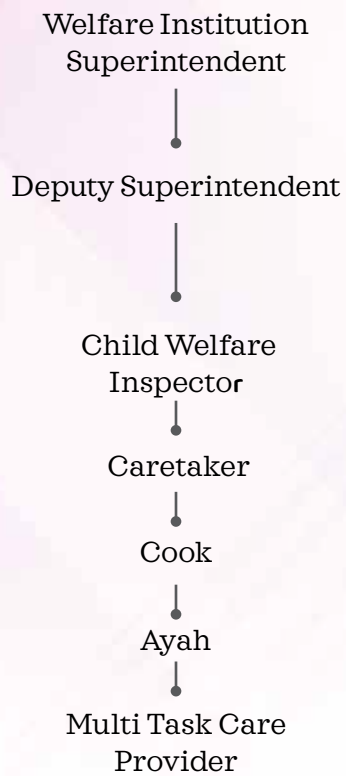 Welfare Institution
Superintendent
Deputy Superintendent
Child Welfare
Inspector
Caretaker
Cook
Ayah
Multi Task Care
Provider